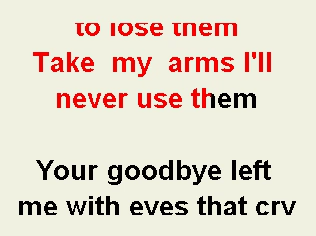 to lose them
Take my arms I'll
never use them
Your goodbye left
me with eyes that cry